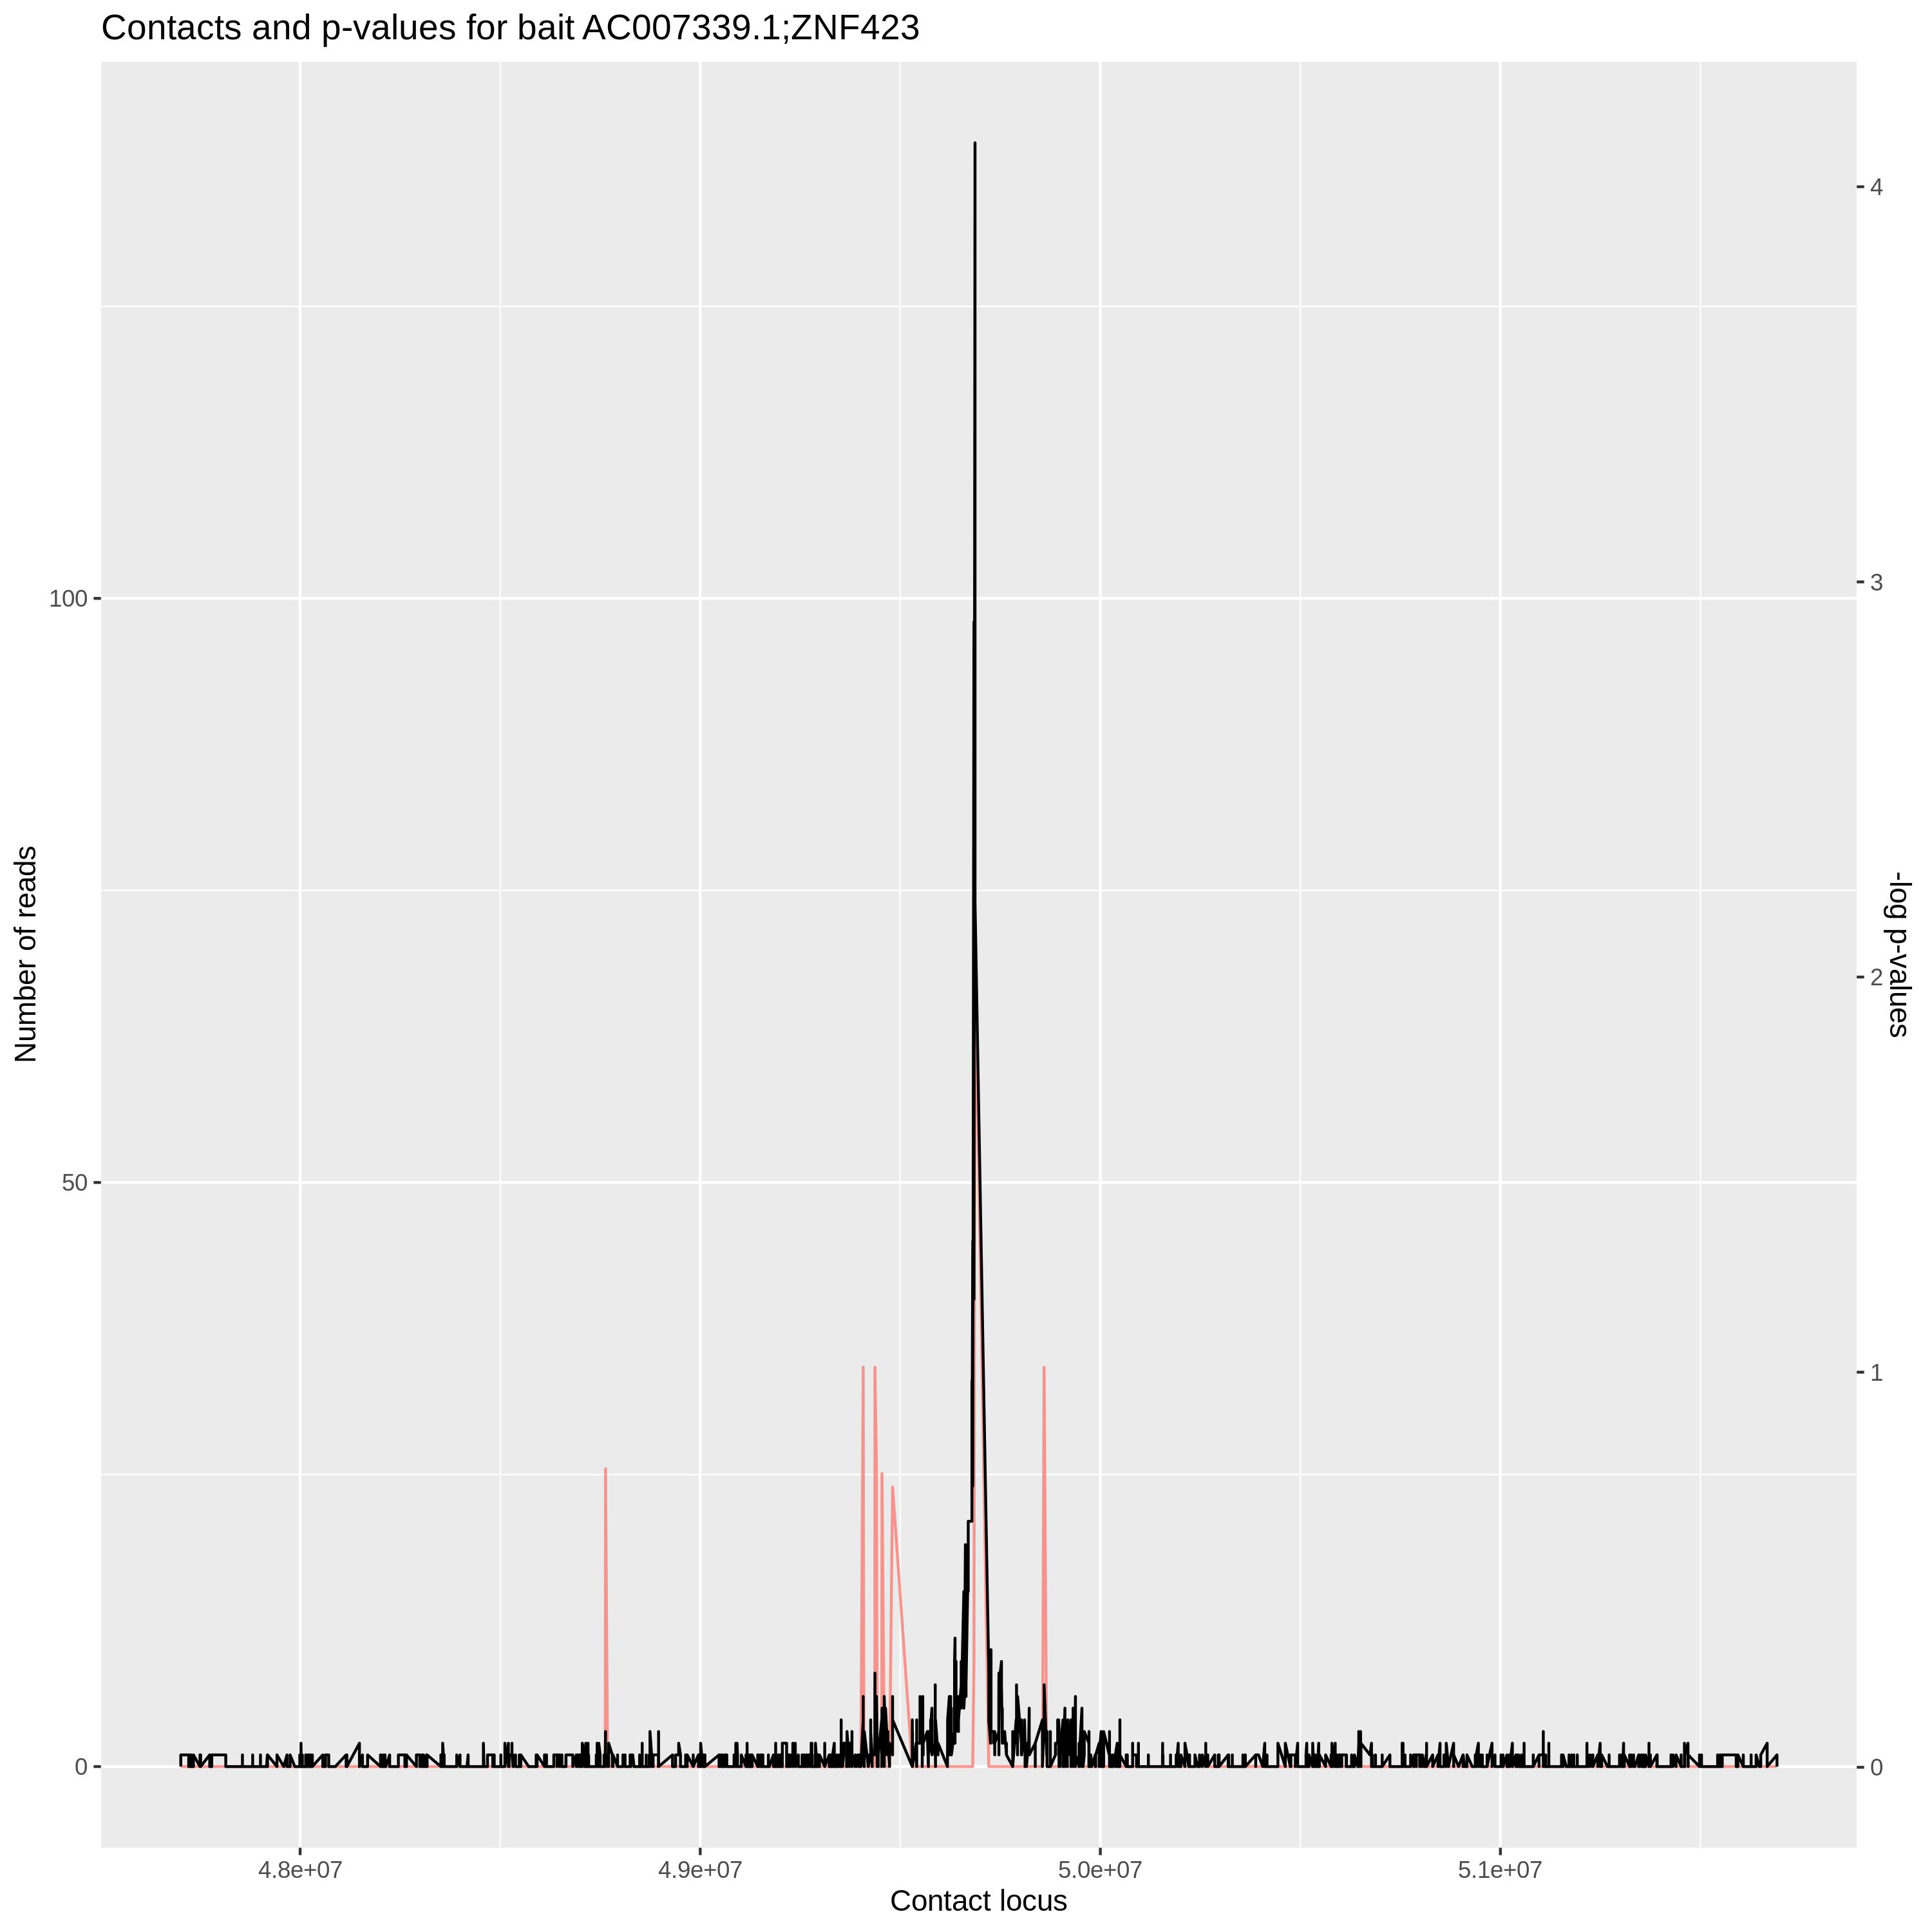 Contacts and p-values for bait AC007339.1;ZNF423
Number of reads
100
50
0
4
3
2
1
0
-log p-values
4.8e+07
4.9e+07
5.0e+07
5.1e+07
Contact locus